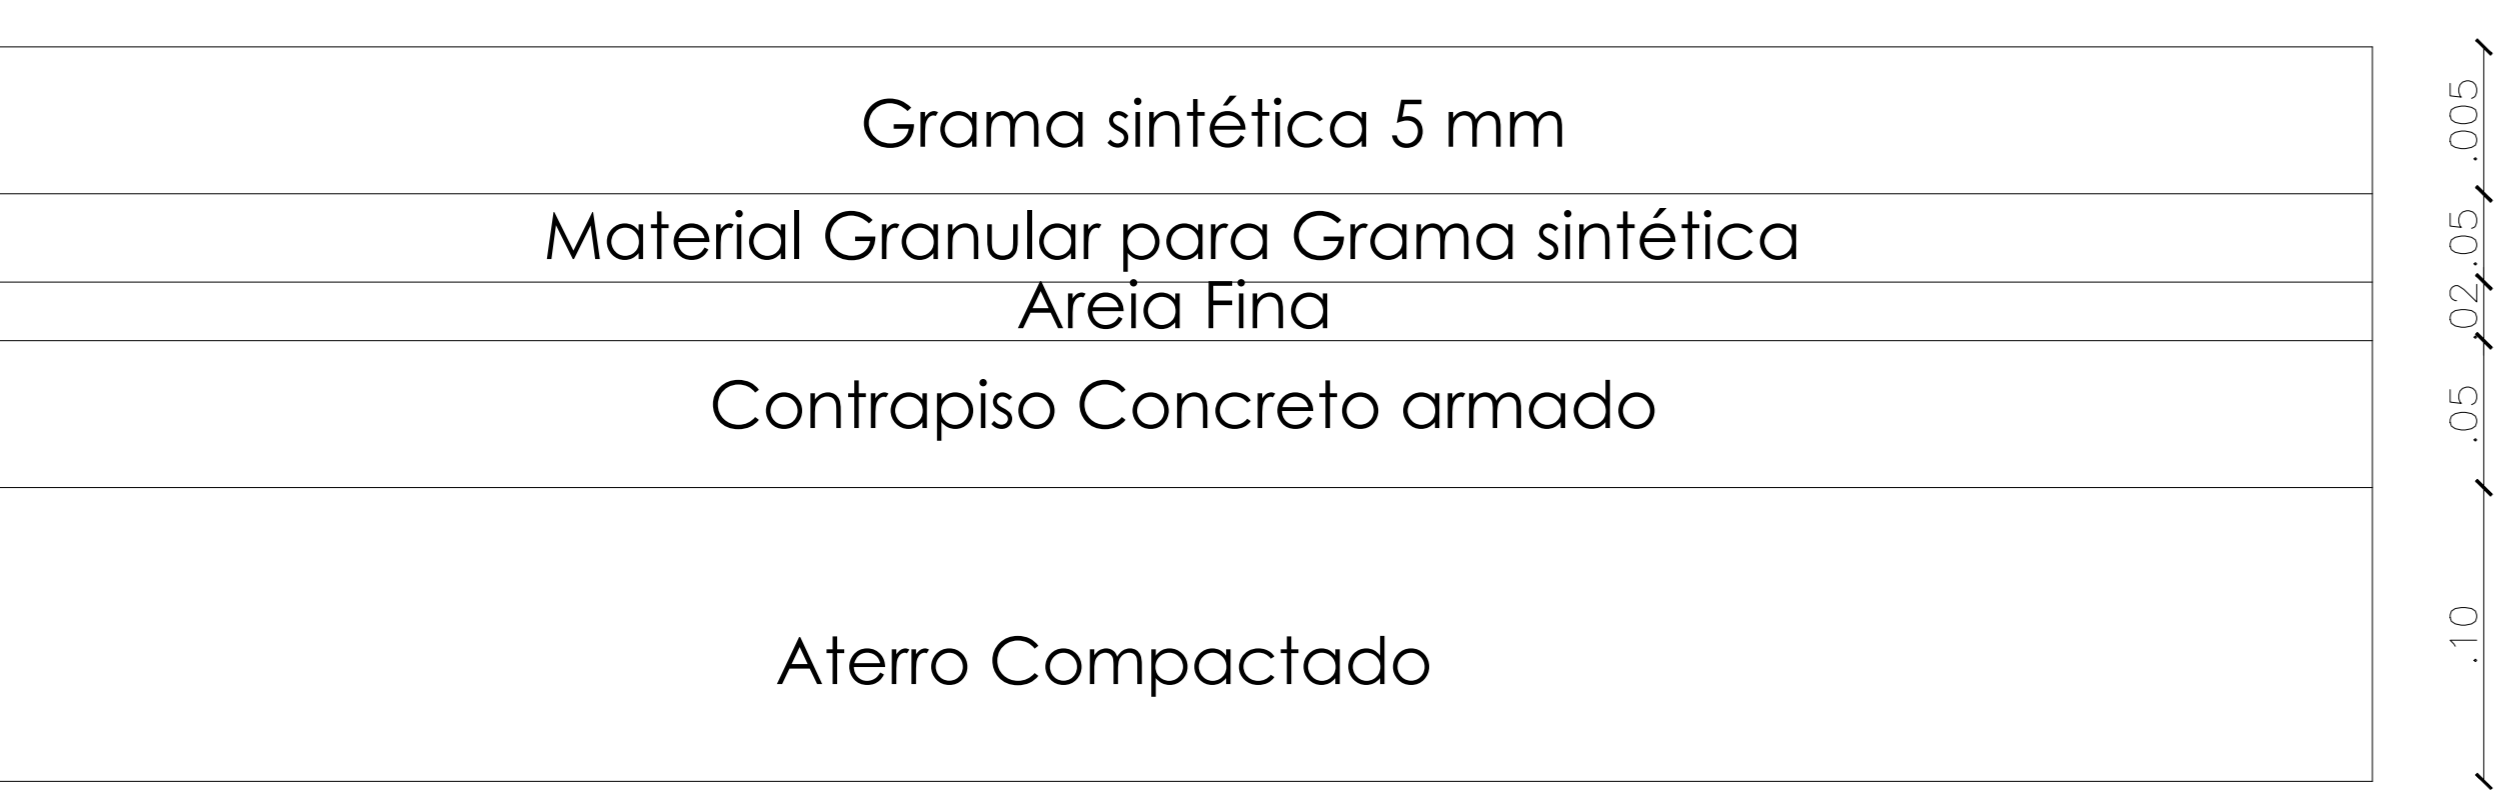 Grama sintética 5 mm
.005
Material Granular para Grama sintética
.05
Areia Fina
.02
Contrapiso Concreto armado
.05
Aterro Compactado
.10